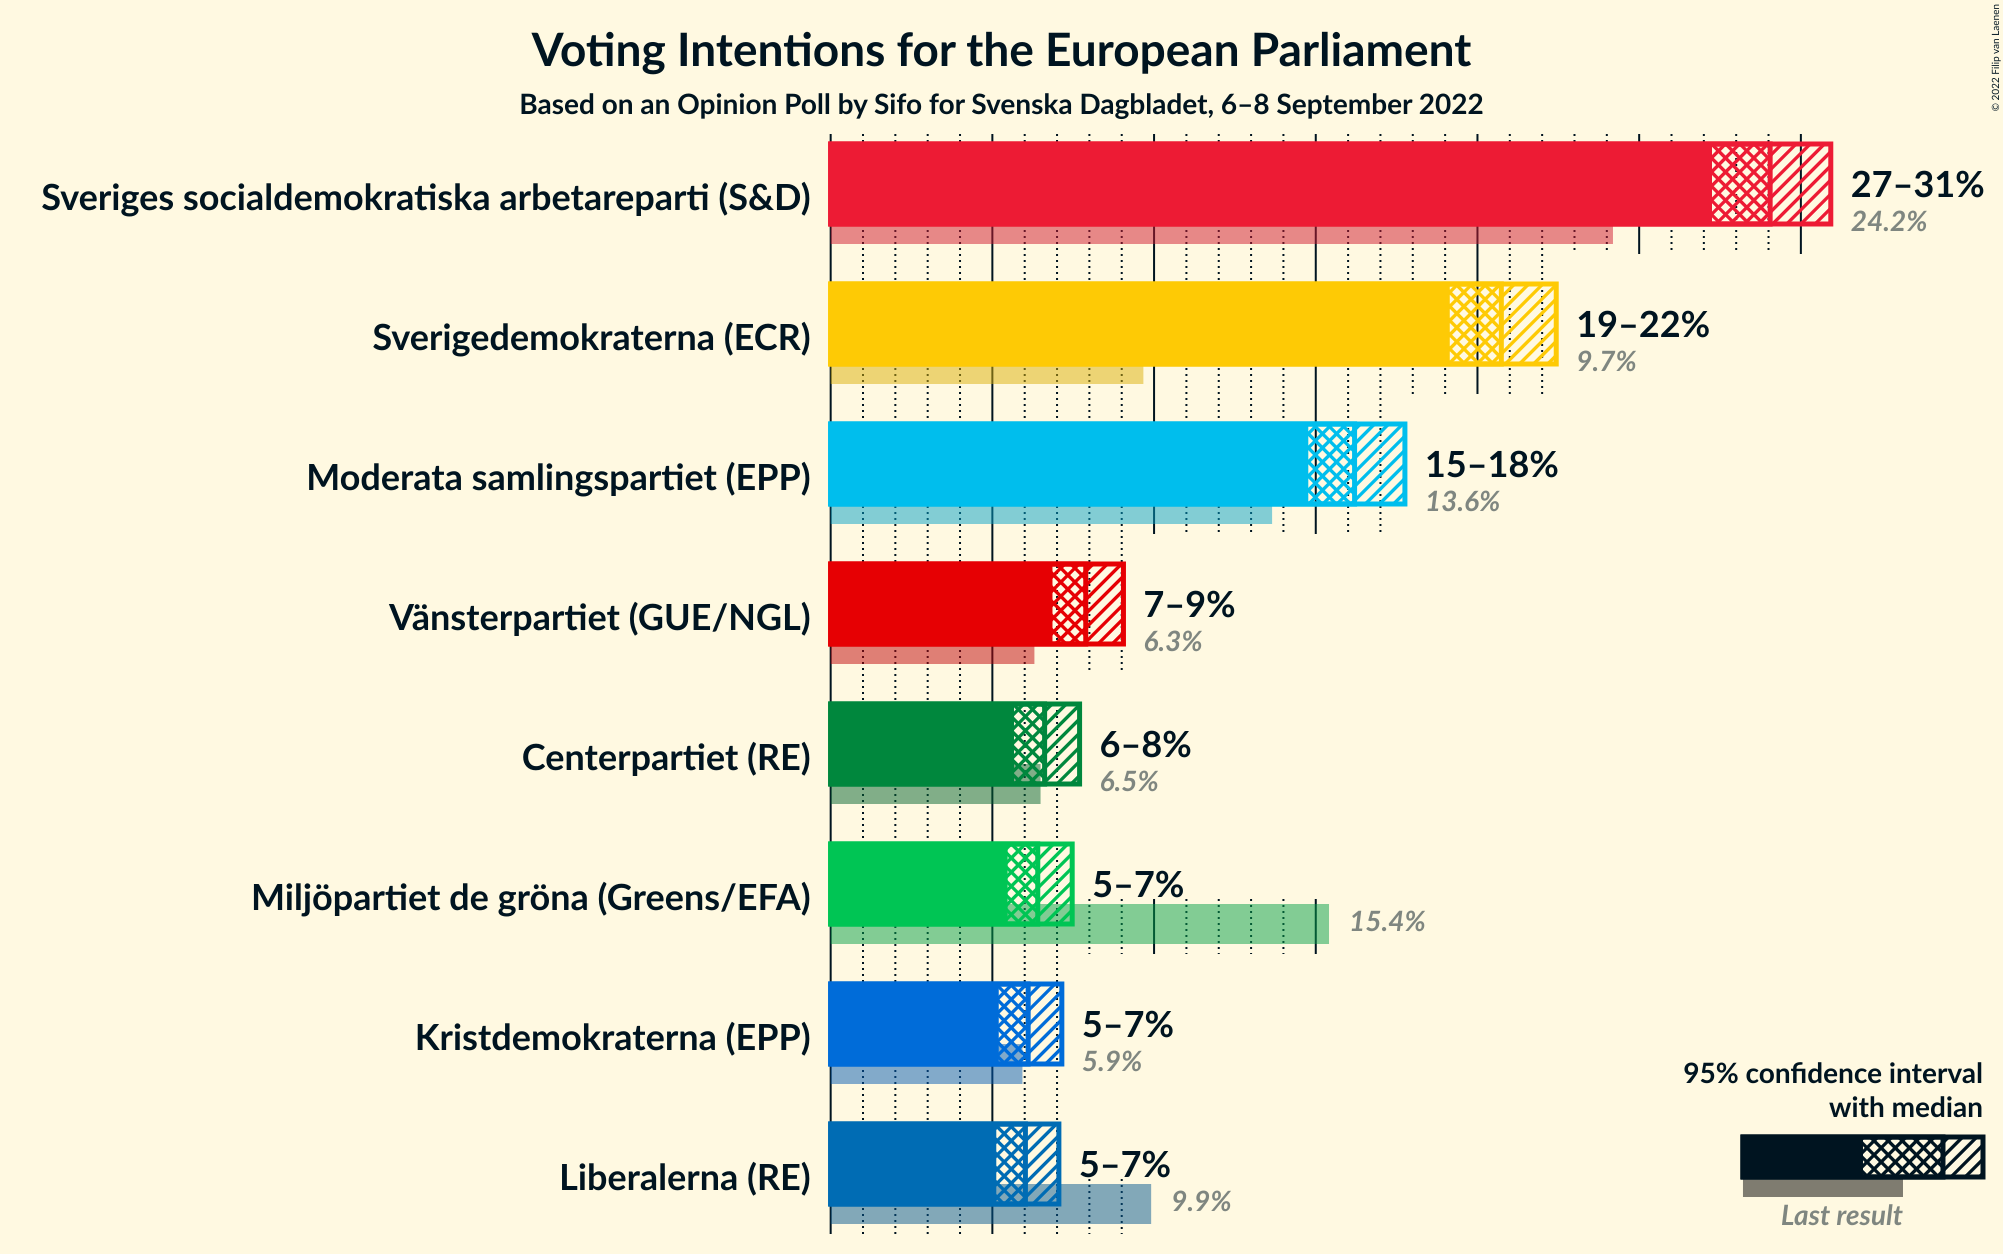 Voting Intentions for the European Parliament
Based on an Opinion Poll by Sifo for Svenska Dagbladet, 6–8 September 2022
© 2022 Filip van Laenen
Sveriges socialdemokratiska arbetareparti (S&D)
27–31%
24.2%
Sverigedemokraterna (ECR)
19–22%
9.7%
Moderata samlingspartiet (EPP)
15–18%
13.6%
Vänsterpartiet (GUE/NGL)
7–9%
6.3%
Centerpartiet (RE)
6–8%
6.5%
Miljöpartiet de gröna (Greens/EFA)
5–7%
15.4%
Kristdemokraterna (EPP)
5–7%
5.9%
Liberalerna (RE)
5–7%
9.9%
95% confidence interval
with median
Last result